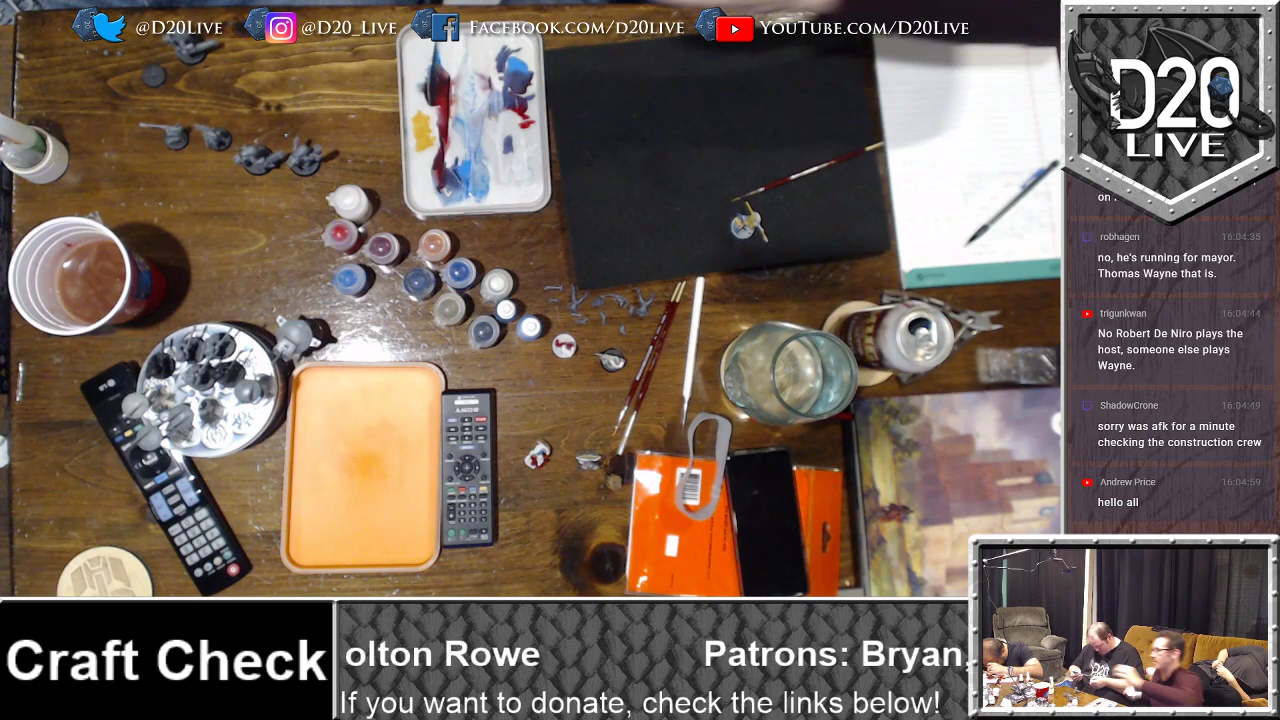 @D20Live
@D20_Live
Facebook.com/d20live
YouTube.com/D20Live
D20
LIVE
robhagen 16:04:35
no, he's running for mayor.
Thomas Wayne that is.
trigunkwan 16:04:44
No Robert De Niro plays the
host, someone else plays
Wayne.
ShadowCrone 16:04:49
sorry was afk for a minute
checking the construction crew
Andrew Price 16:04:59
hello all
SONY
LG
Craft Check
olton Rowe Patrons: Bryan,
If you want to donate, check the links below!